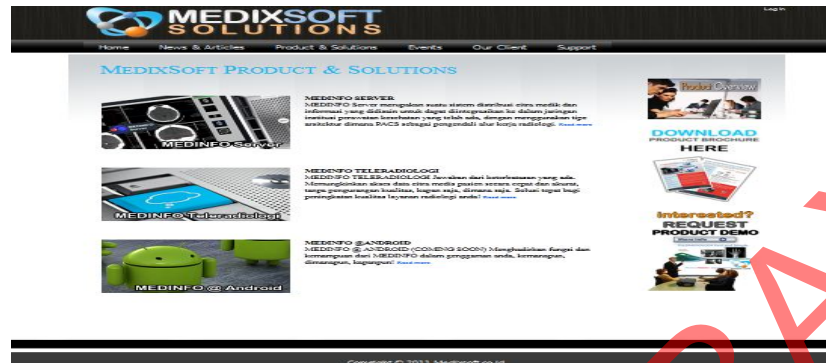 Log In
MEDIXSOFT
SOLUTIONS
Home News & Articles Product & Solutions Events Our Client Support
MEDIXSOFT PRODUCT & SOLUTIONS
MEDINFO SERVER
MEDINFO Server merupakan suatu sistem distribusi citra medik dan
informasi yang didisain untuk dapat diintegrasikan ke dalam jaringan
institusi perawatan kesehatan yang telah ada, dengan menggunakan tipe
arsitektur dimana PACS sebagai pengendali alur kerja radiologi. Read more
MEDINFO Server
MEDINFO TELERADIOLOGI
MEDINFO TELERADIOLOGI Jawaban dari keterbatasan yang ada.
Memungkinkan akses data citra medis pasien secara cepat dan akurat,
tanpa pengurangan kualitas, kapan saja, dimana saja. Solusi tepat bagi
peningkatan kualitas layanan radiologi anda! Read more
MEDINFO Teleradiologi
MEDINFO @ANDROID
MEDINFO @ ANDROID (COMING SOON) Menghadirkan fungsi dan
kemampuan dari MEDINFO dalam genggaman anda, kemanapun,
dimanapun, kapanpun! Read more
MEDINFO @ Android
Product Overview
DOWNLOAD
PRODUCT BROCHURE
HERE
Interested?
REQUEST
PRODUCT DEMO
Copyright © 2011 Medixsoft.co.id